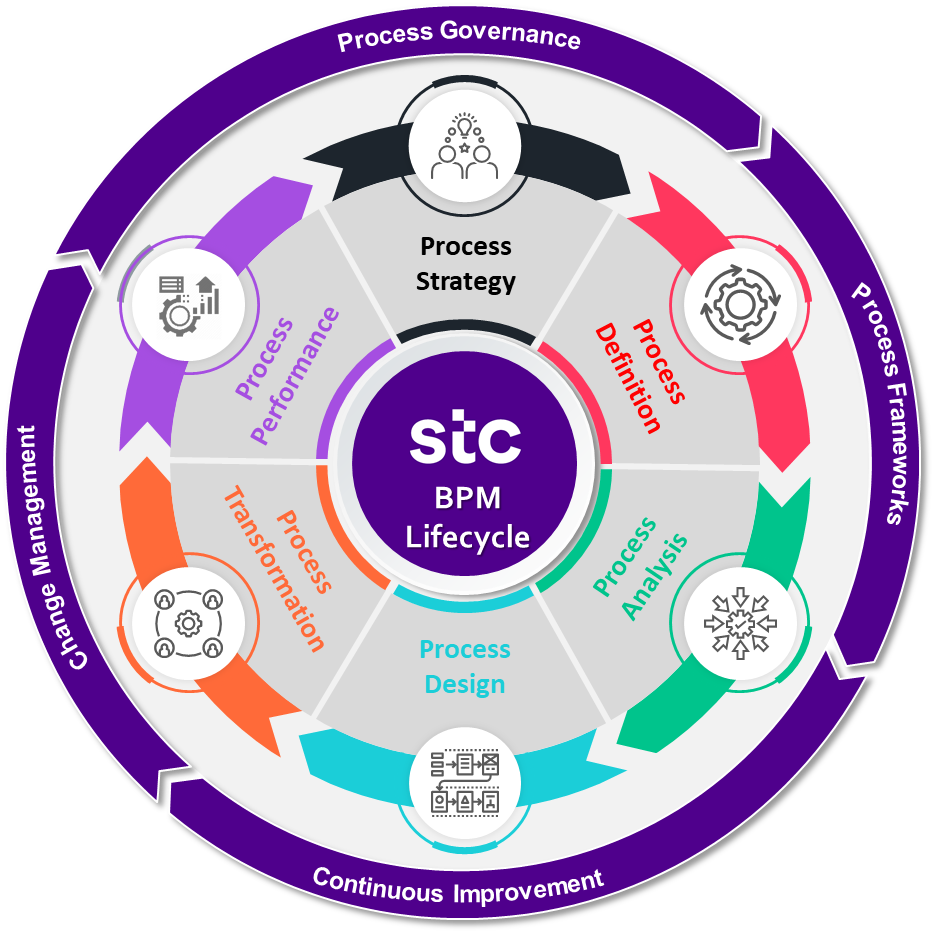 Process Governance
Process Frameworks
Continuous Improvement
Change Management
Process
Strategy
Process
Definition
Process
Analysis
Process
Design
Process
Transformation
Process
Performance
stc
BPM
Lifecycle